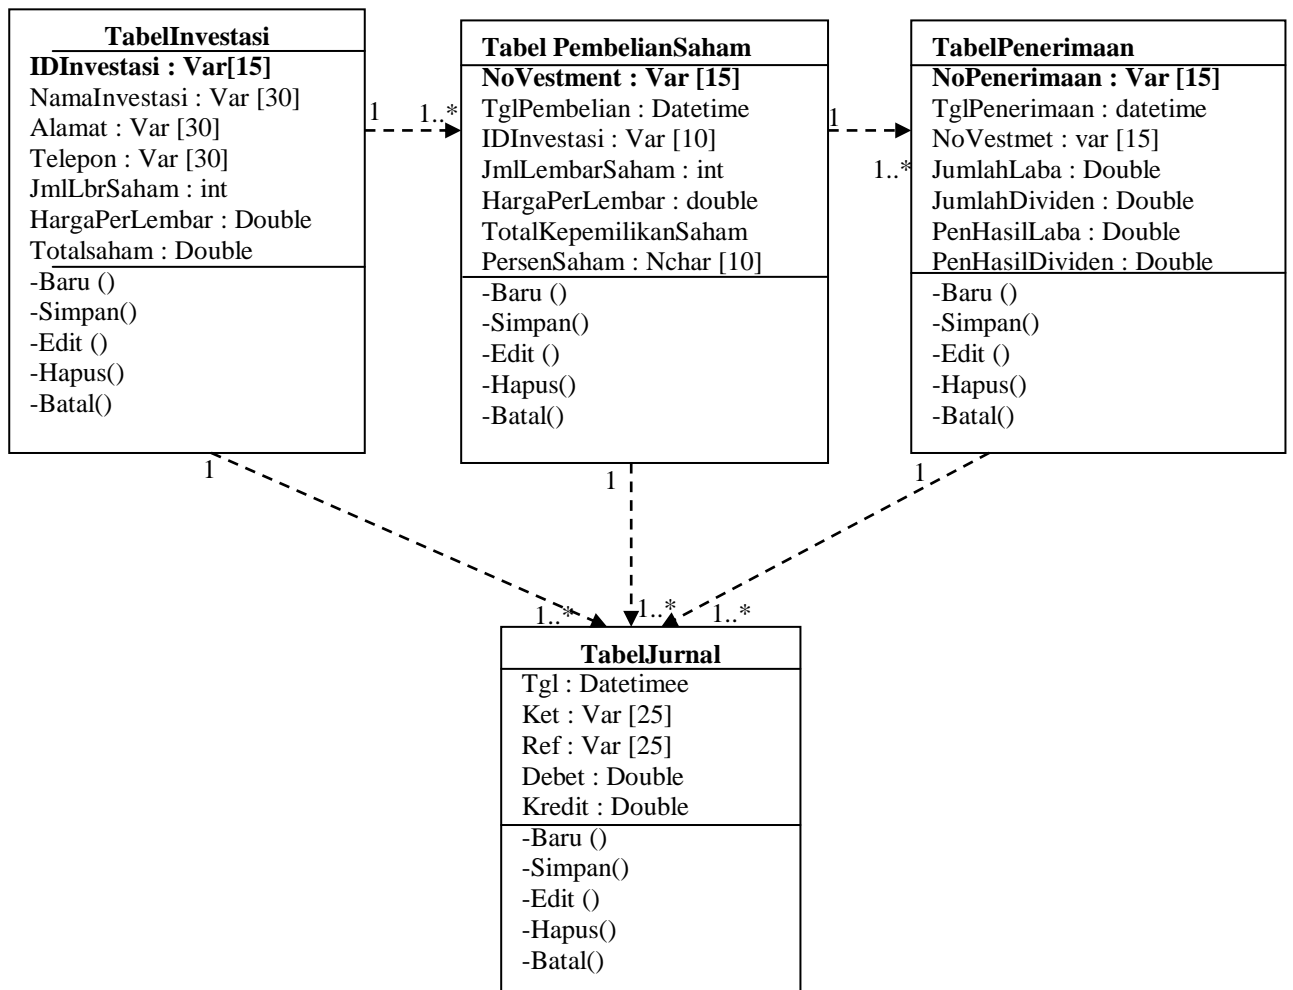 TabelInvestasi
IDInvestasi : Var[15]
NamaInvestasi : Var [30]
Alamat : Var [30]
Telepon : Var [30]
JmlLbrSaham : int
HargaPerLembar : Double
Totalsaham : Double
-Baru ()
-Simpan()
-Edit ()
-Hapus()
-Batal()
1
1..*
Tabel PembelianSaham
NoVestment : Var [15]
TglPembelian : Datetime
IDInvestasi : Var [10]
JmlLembarSaham : int
HargaPerLembar : double
TotalKepemilikanSaham
PersenSaham : Nchar [10]
-Baru ()
-Simpan()
-Edit ()
-Hapus()
-Batal()
1
1..*
TabelPenerimaan
NoPenerimaan : Var [15]
TglPenerimaan : datetime
NoVestmet : var [15]
JumlahLaba : Double
JumlahDividen : Double
PenHasilLaba : Double
PenHasilDividen : Double
-Baru ()
-Simpan()
-Edit ()
-Hapus()
-Batal()
1
1
1
1..*
1..*
1..*
TabelJurnal
Tgl : Datetimee
Ket : Var [25]
Ref : Var [25]
Debet : Double
Kredit : Double
-Baru ()
-Simpan()
-Edit ()
-Hapus()
-Batal()